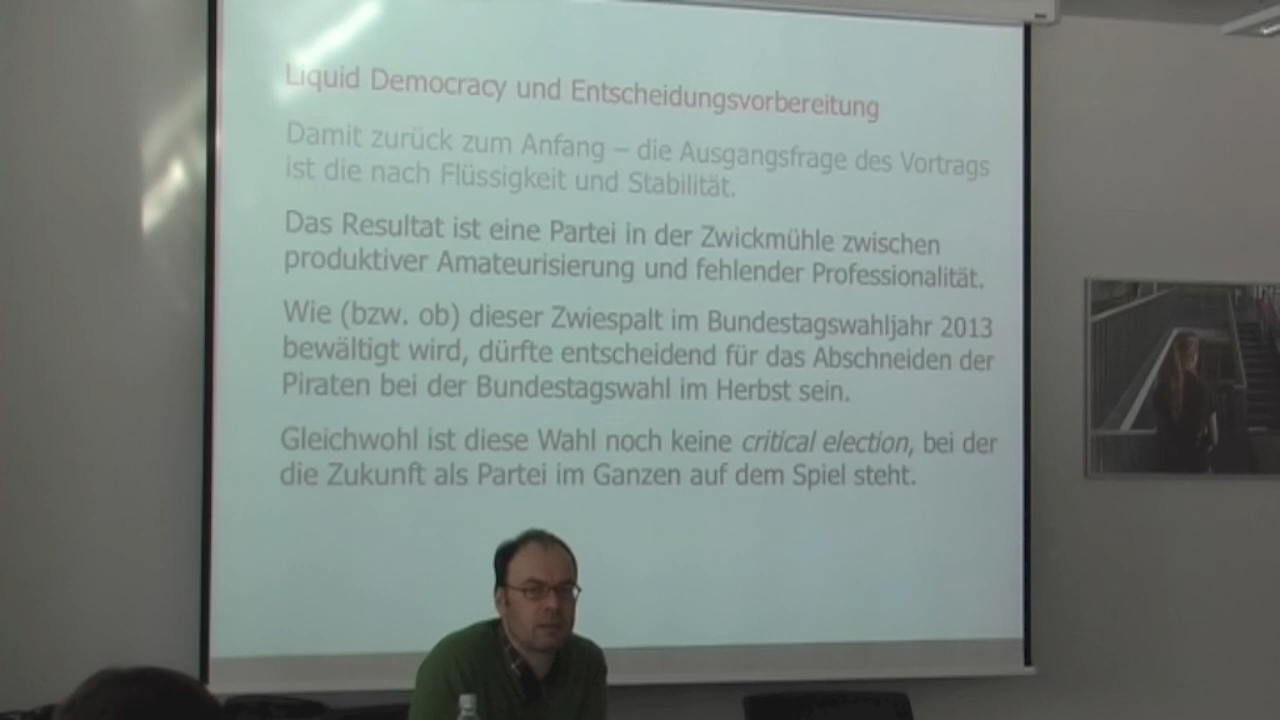 Liquid Democracy und Entscheidungsvorbereitung
Damit zurück zum Anfang – die Ausgangsfrage des Vortrags
ist die nach Flüssigkeit und Stabilität.
Das Resultat ist eine Partei in der Zwickmühle zwischen
produktiver Amateurisierung und fehlender Professionalität.
Wie (bzw. ob) dieser Zwiespalt im Bundestagswahljahr 2013
bewältigt wird, dürfte entscheidend für das Abschneiden der
Piraten bei der Bundestagswahl im Herbst sein.
Gleichwohl ist diese Wahl noch keine critical election, bei der
die Zukunft als Partei im Ganzen auf dem Spiel steht.